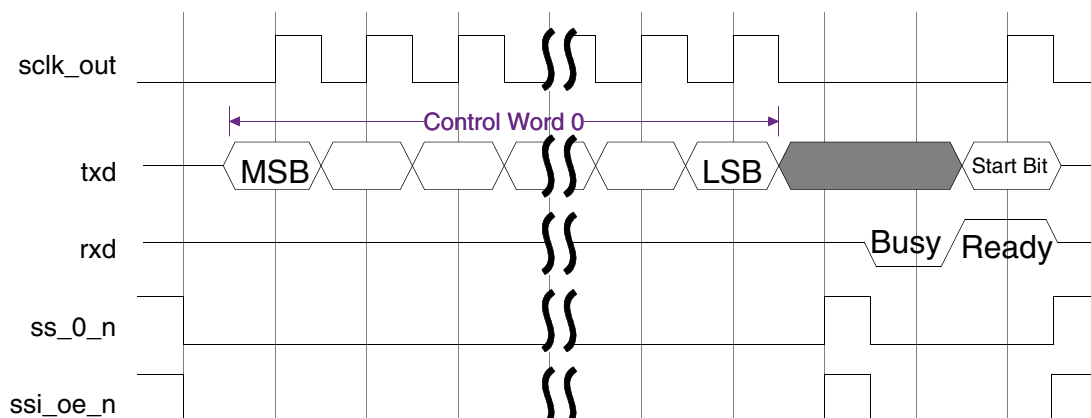 sclk_out
Control Word 0
txd MSB LSB Start Bit
rxd Busy Ready
ss_0_n
ssi_oe_n